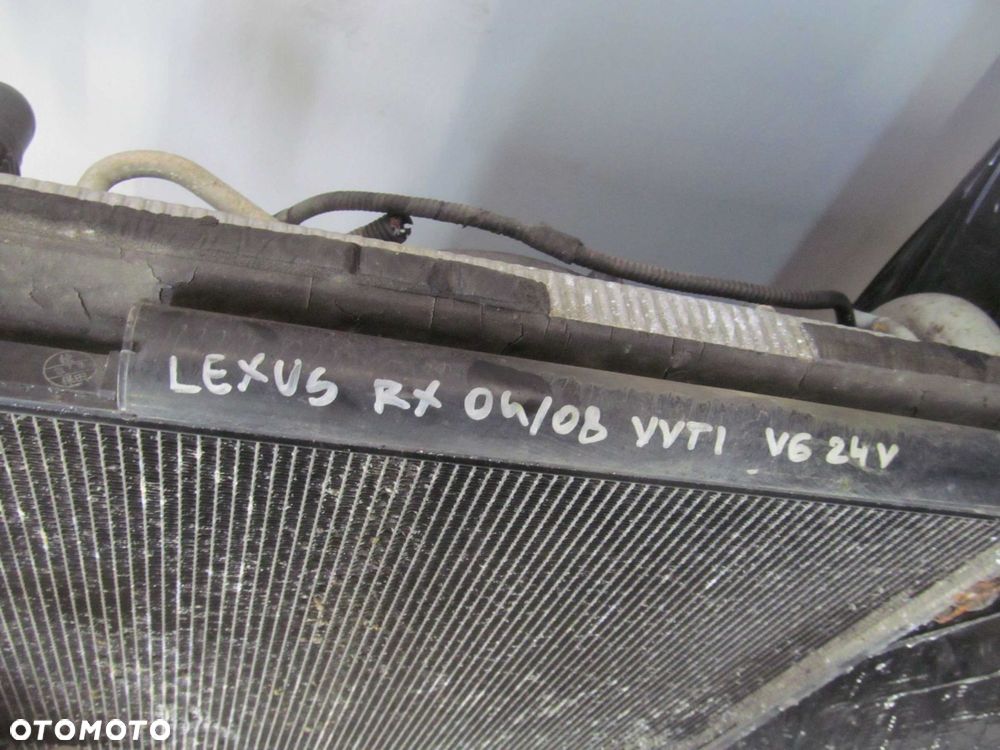 LEXUS RX 04/08 VVTI V6 24V
OTOMOTO